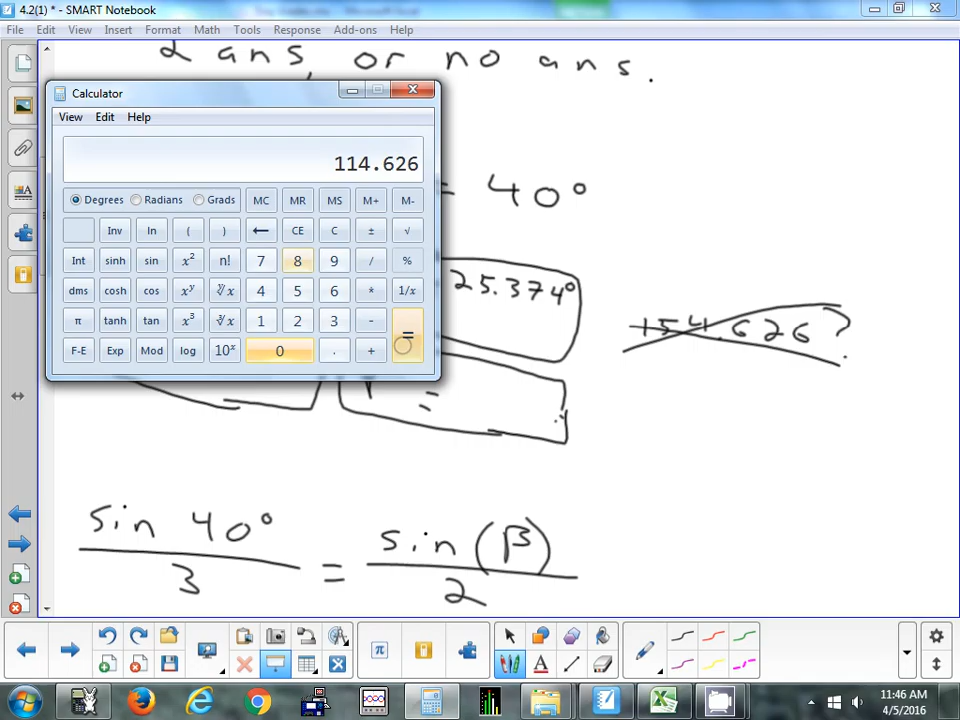 4.2(1) * - SMART Notebook
File Edit View Insert Format Math Tools Response Add-ons Help
2 ans, or no ans.
Calculator
View Edit Help
114.626
Degrees Radians Grads MC MR MS M+ M-
Inv ln ( ) ← CE C ± √
Int sinh sin x² n! 7 8 9 / %
dms cosh cos xʸ ʸ√x 4 5 6 * 1/x
π tanh tan x³ ³√x 1 2 3 - =
F-E Exp Mod log 10ˣ 0 . +
= 40°
25.374°
154.626?
=
sin 40° / 3 = sin(β) / 2
11:46 AM
4/5/2016